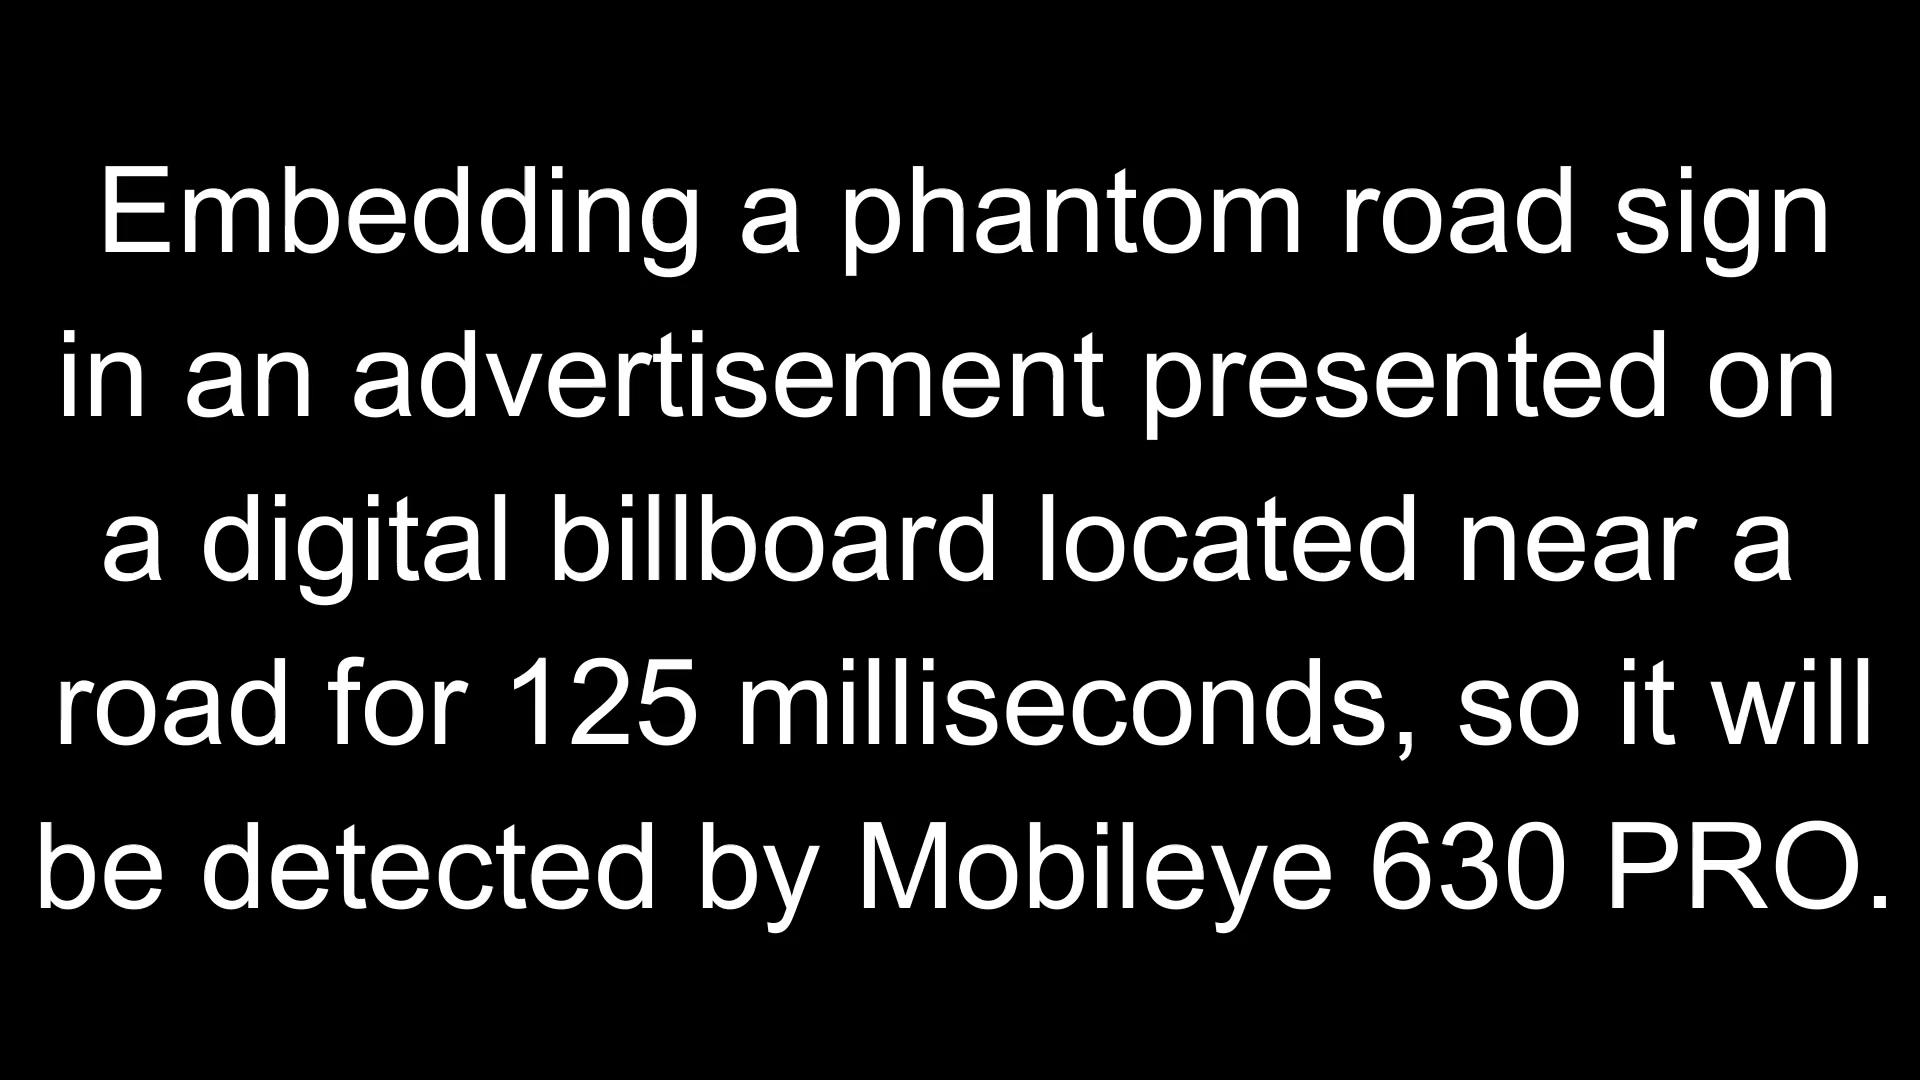 Embedding a phantom road sign
in an advertisement presented on
a digital billboard located near a
road for 125 milliseconds, so it will
be detected by Mobileye 630 PRO.